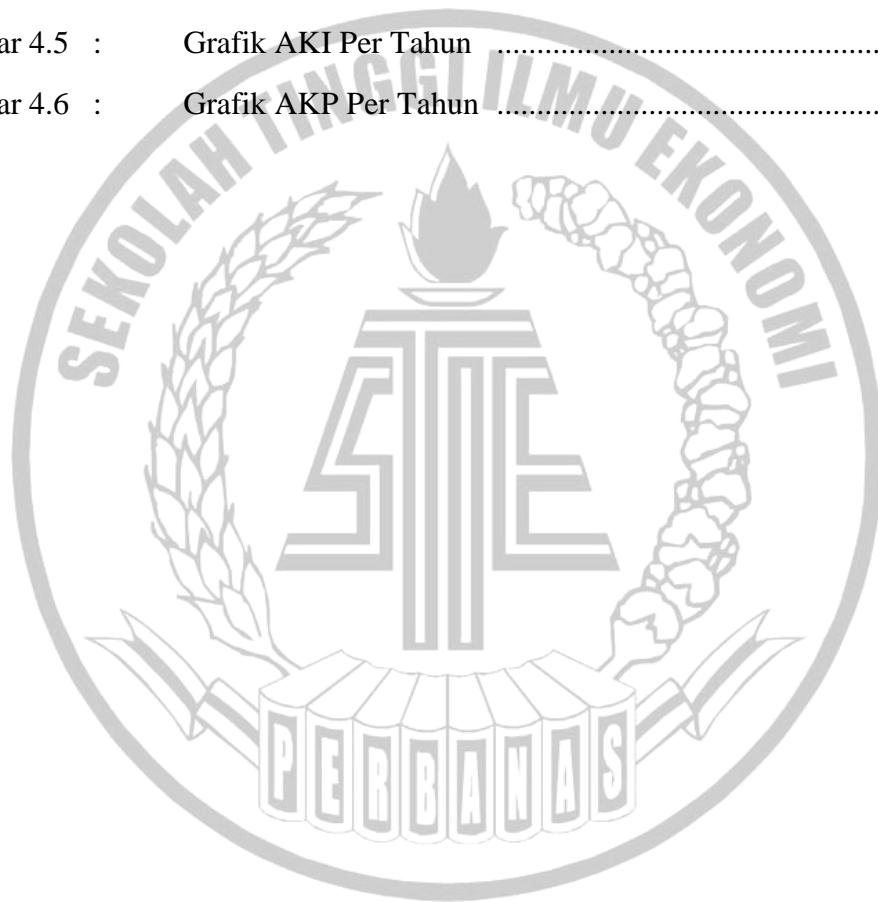 ar 4.5 : Grafik AKI Per Tahun ................................................
ar 4.6 : Grafik AKP Per Tahun ................................................
SEKOLAH TINGGI ILMU EKONOMI
STIE
PERBANAS